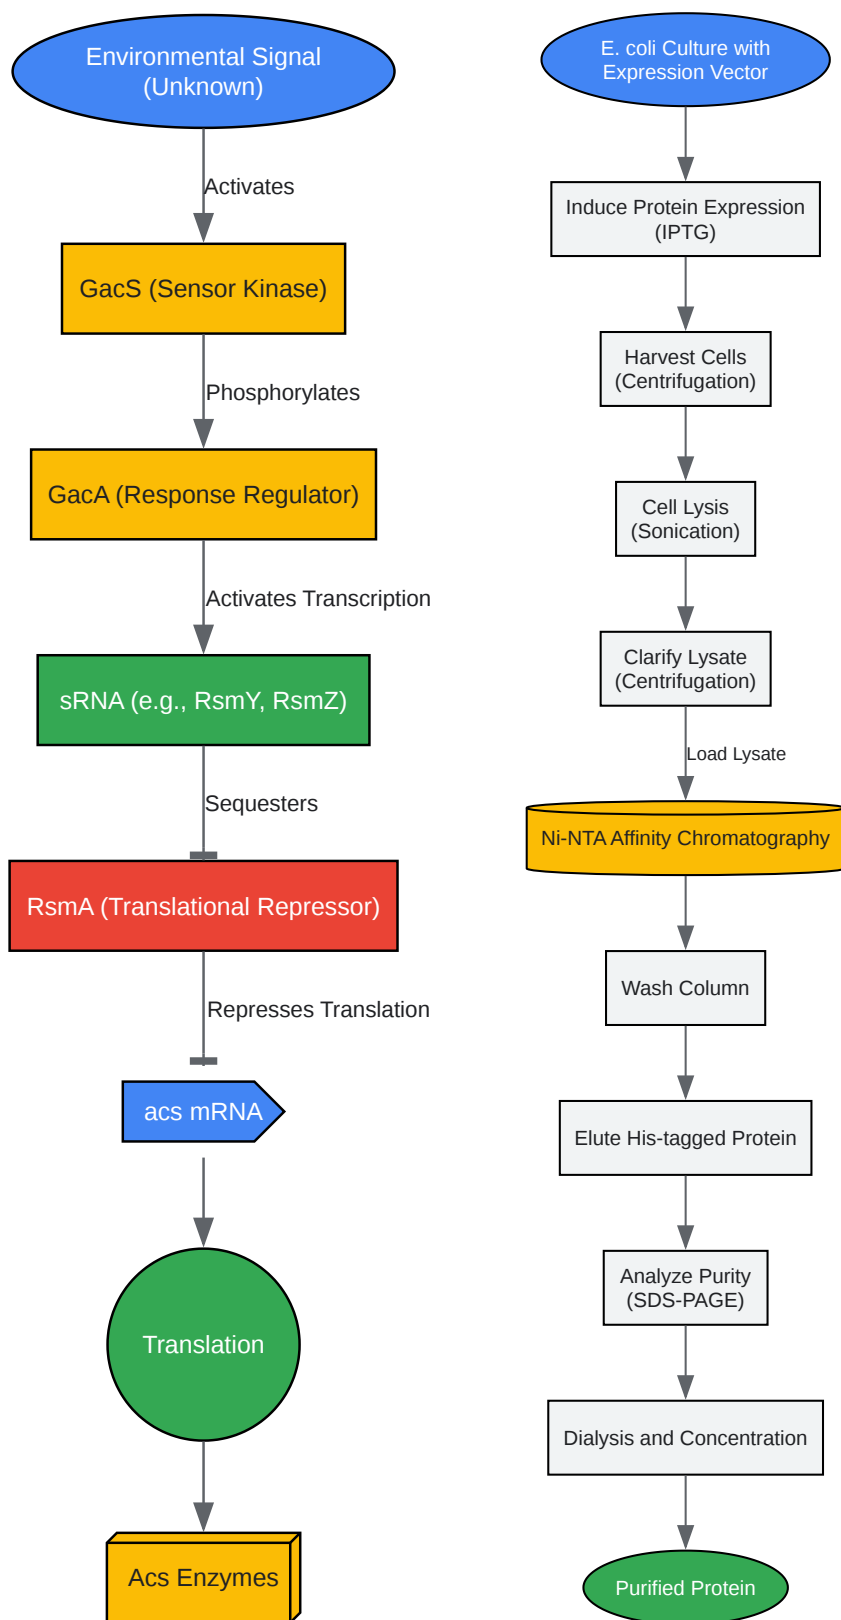 Environmental Signal
(Unknown)
Activates
GacS (Sensor Kinase)
Phosphorylates
GacA (Response Regulator)
Activates Transcription
sRNA (e.g., RsmY, RsmZ)
Sequesters
RsmA (Translational Repressor)
Represses Translation
acs mRNA
Translation
Acs Enzymes
E. coli Culture with
Expression Vector
Induce Protein Expression
(IPTG)
Harvest Cells
(Centrifugation)
Cell Lysis
(Sonication)
Clarify Lysate
(Centrifugation)
Load Lysate
Ni-NTA Affinity Chromatography
Wash Column
Elute His-tagged Protein
Analyze Purity
(SDS-PAGE)
Dialysis and Concentration
Purified Protein